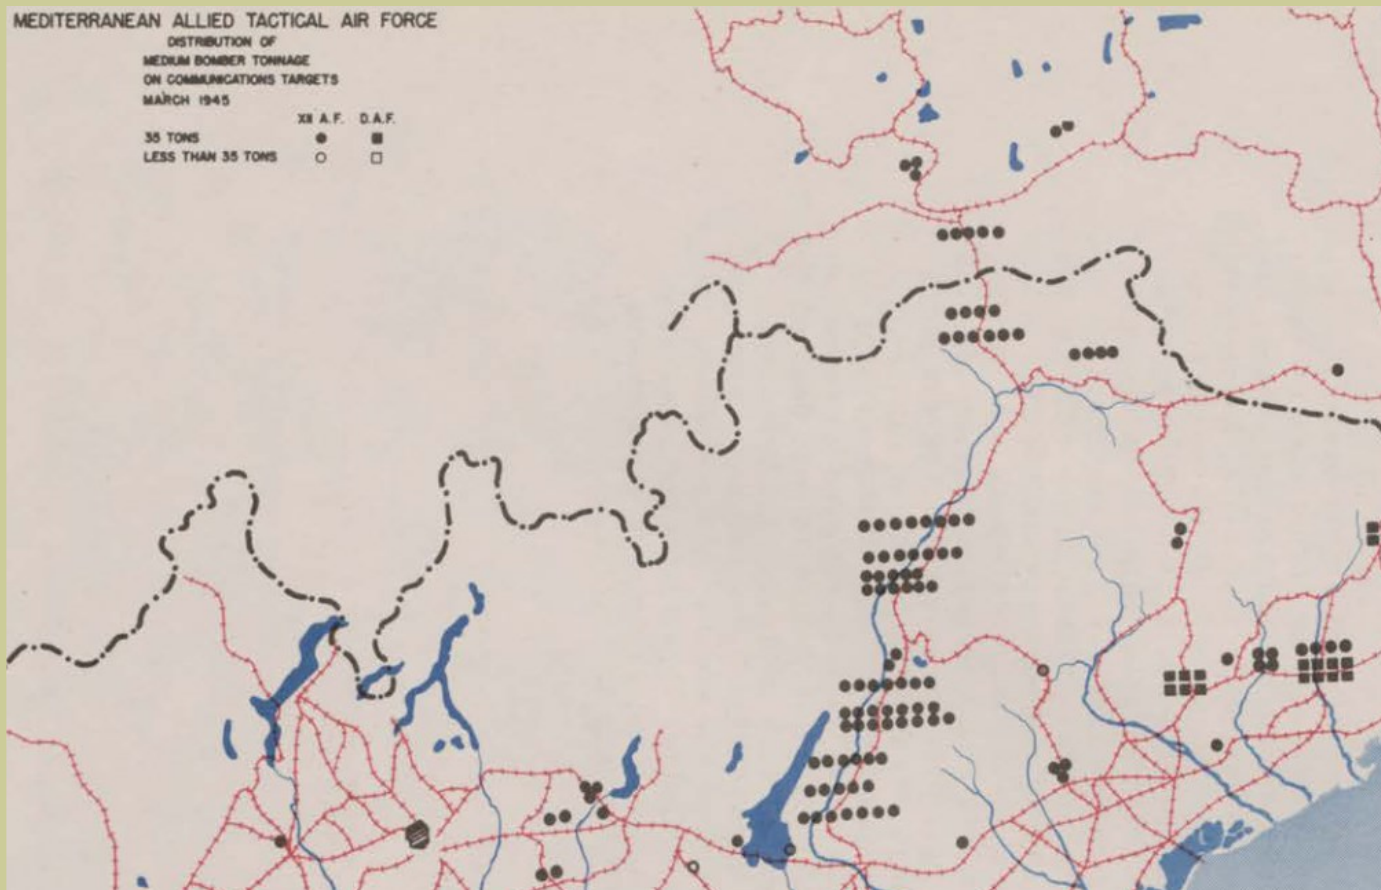 MEDITERRANEAN ALLIED TACTICAL AIR FORCE
DISTRIBUTION OF
MEDIUM BOMBER TONNAGE
ON COMMUNICATIONS TARGETS
MARCH 1945
XII A.F. D.A.F.
35 TONS
LESS THAN 35 TONS